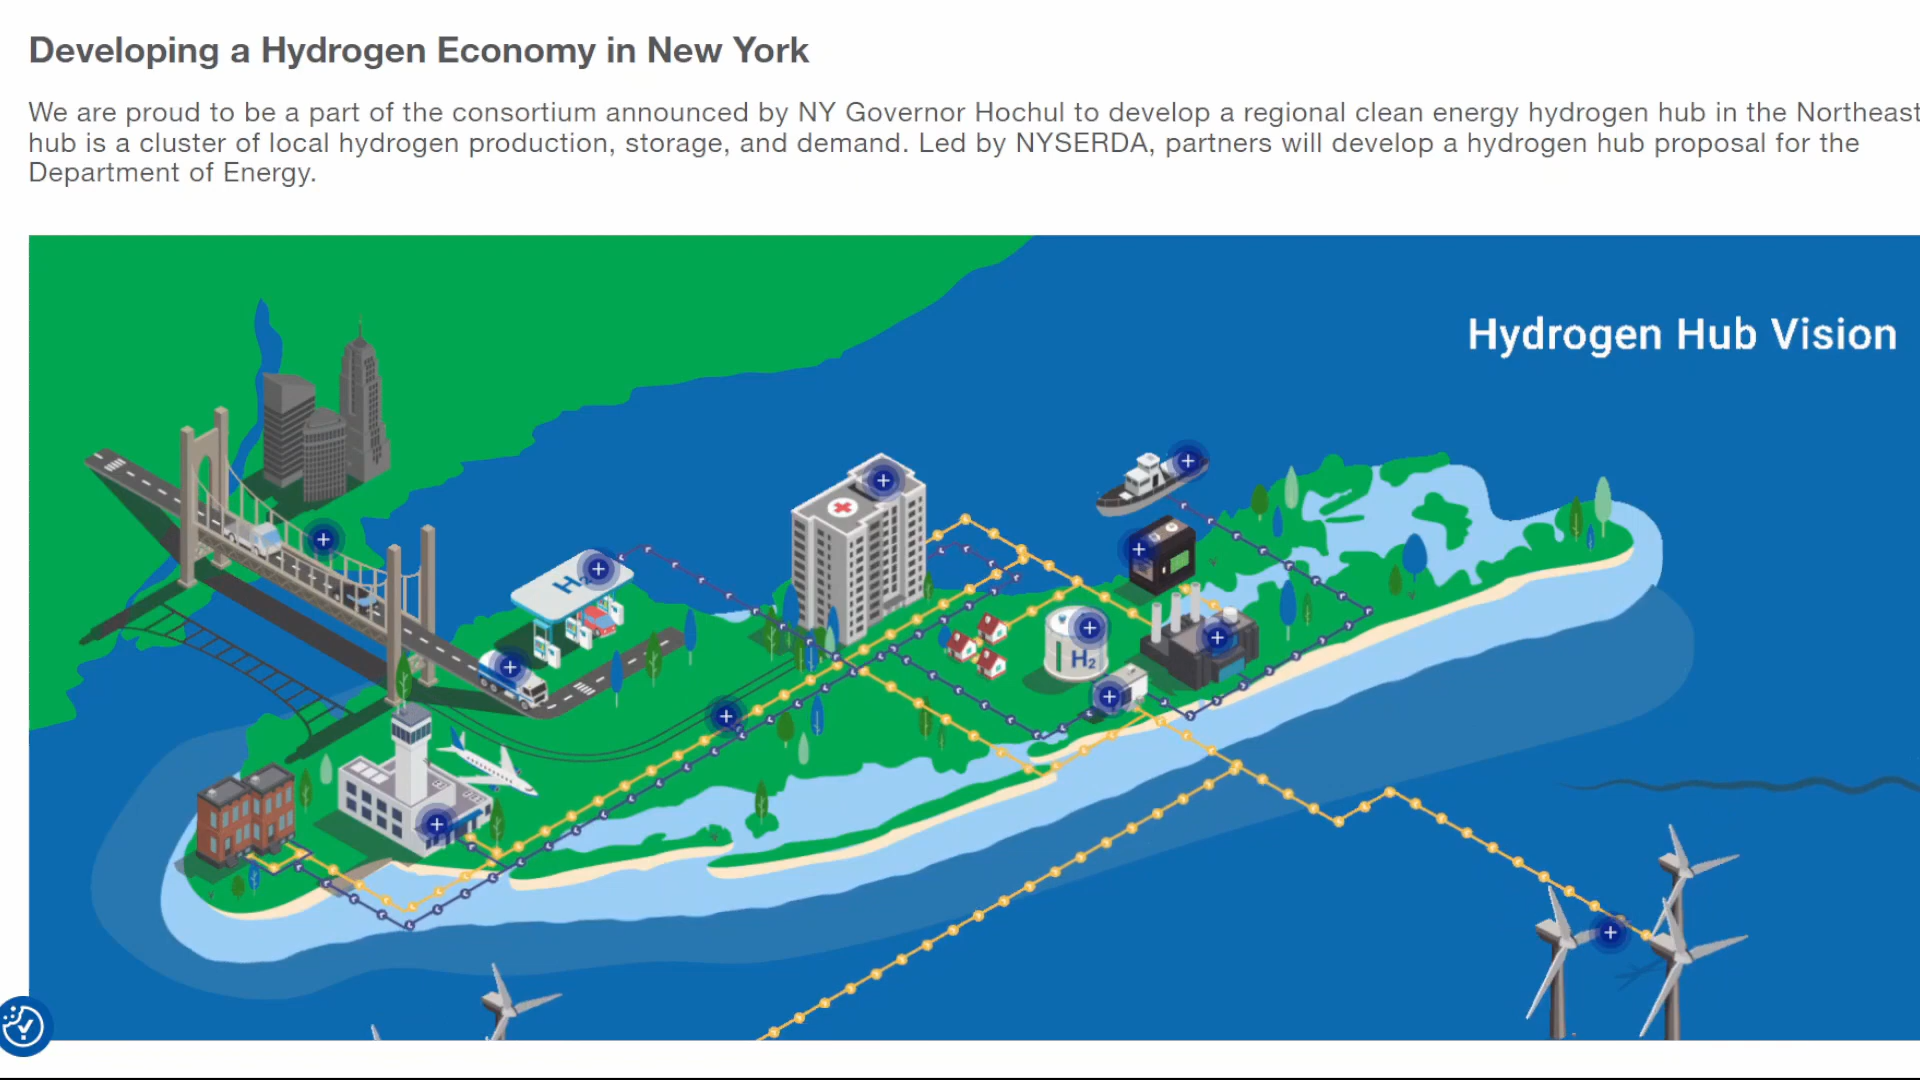 Developing a Hydrogen Economy in New York
We are proud to be a part of the consortium announced by NY Governor Hochul to develop a regional clean energy hydrogen hub in the Northeast
hub is a cluster of local hydrogen production, storage, and demand. Led by NYSERDA, partners will develop a hydrogen hub proposal for the
Department of Energy.
Hydrogen Hub Vision
H₂
H₂